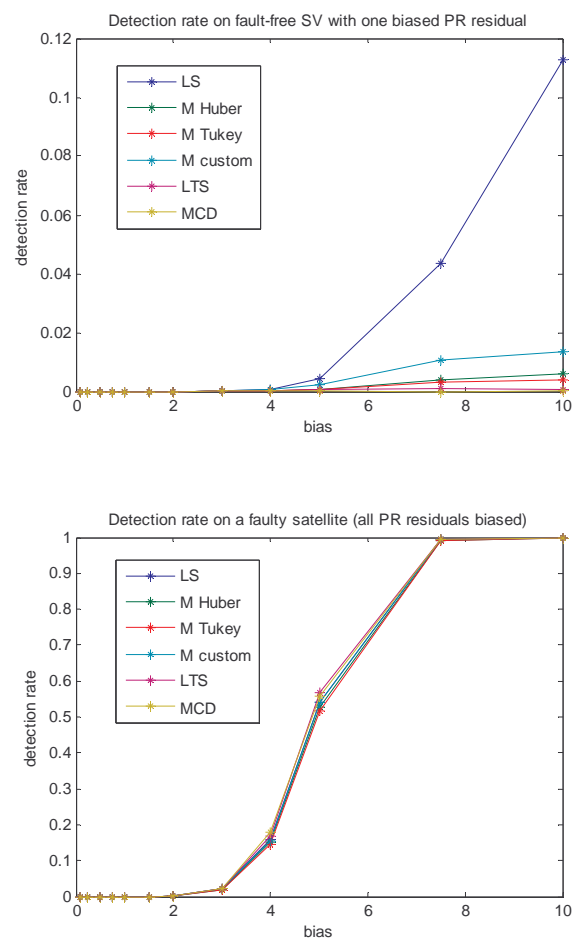 Detection rate on fault-free SV with one biased PR residual
0.12
0.1
0.08
0.06
0.04
0.02
0
detection rate
LS
M Huber
M Tukey
M custom
LTS
MCD
0 2 4 6 8 10
bias
Detection rate on a faulty satellite (all PR residuals biased)
1
0.9
0.8
0.7
0.6
0.5
0.4
0.3
0.2
0.1
0
detection rate
LS
M Huber
M Tukey
M custom
LTS
MCD
0 2 4 6 8 10
bias